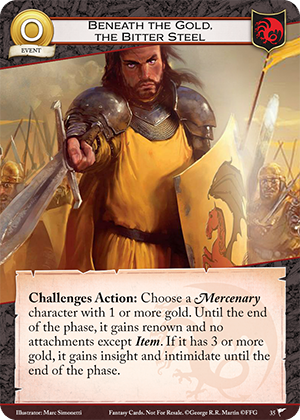 Beneath the Gold,
the Bitter Steel
0
EVENT
Challenges Action: Choose a Mercenary
character with 1 or more gold. Until the end
of the phase, it gains renown and no
attachments except Item. If it has 3 or more
gold, it gains insight and intimidate until the
end of the phase.
Illustrator: Marc Simonetti
Fantasy Cards. Not For Resale. ©George R.R. Martin ©FFG
35